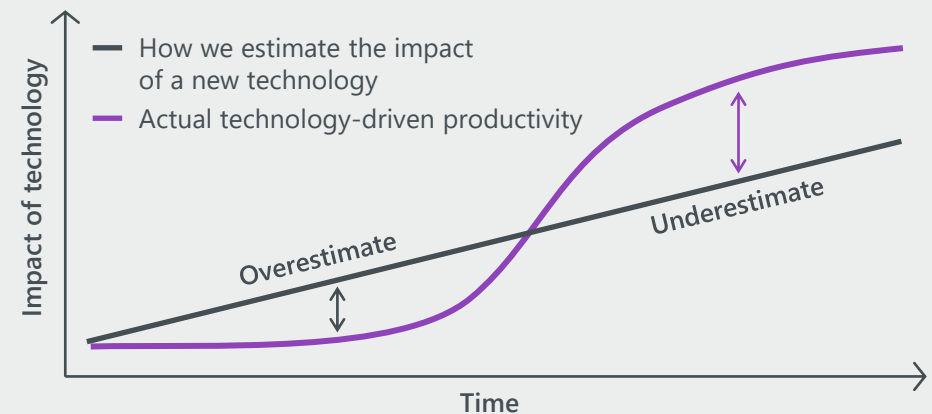 How we estimate the impact
of a new technology
Actual technology-driven productivity
Impact of technology
Overestimate
Underestimate
Time